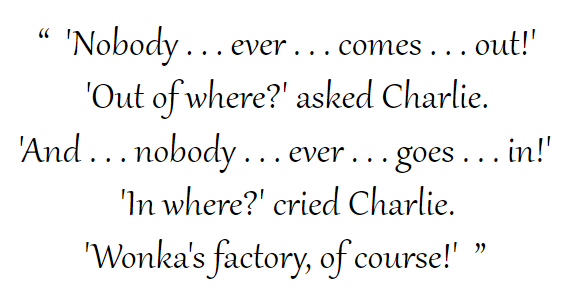 “ 'Nobody . . . ever . . . comes . . . out!'
'Out of where?' asked Charlie.
'And . . . nobody . . . ever . . . goes . . . in!'
'In where?' cried Charlie.
'Wonka's factory, of course!' ”